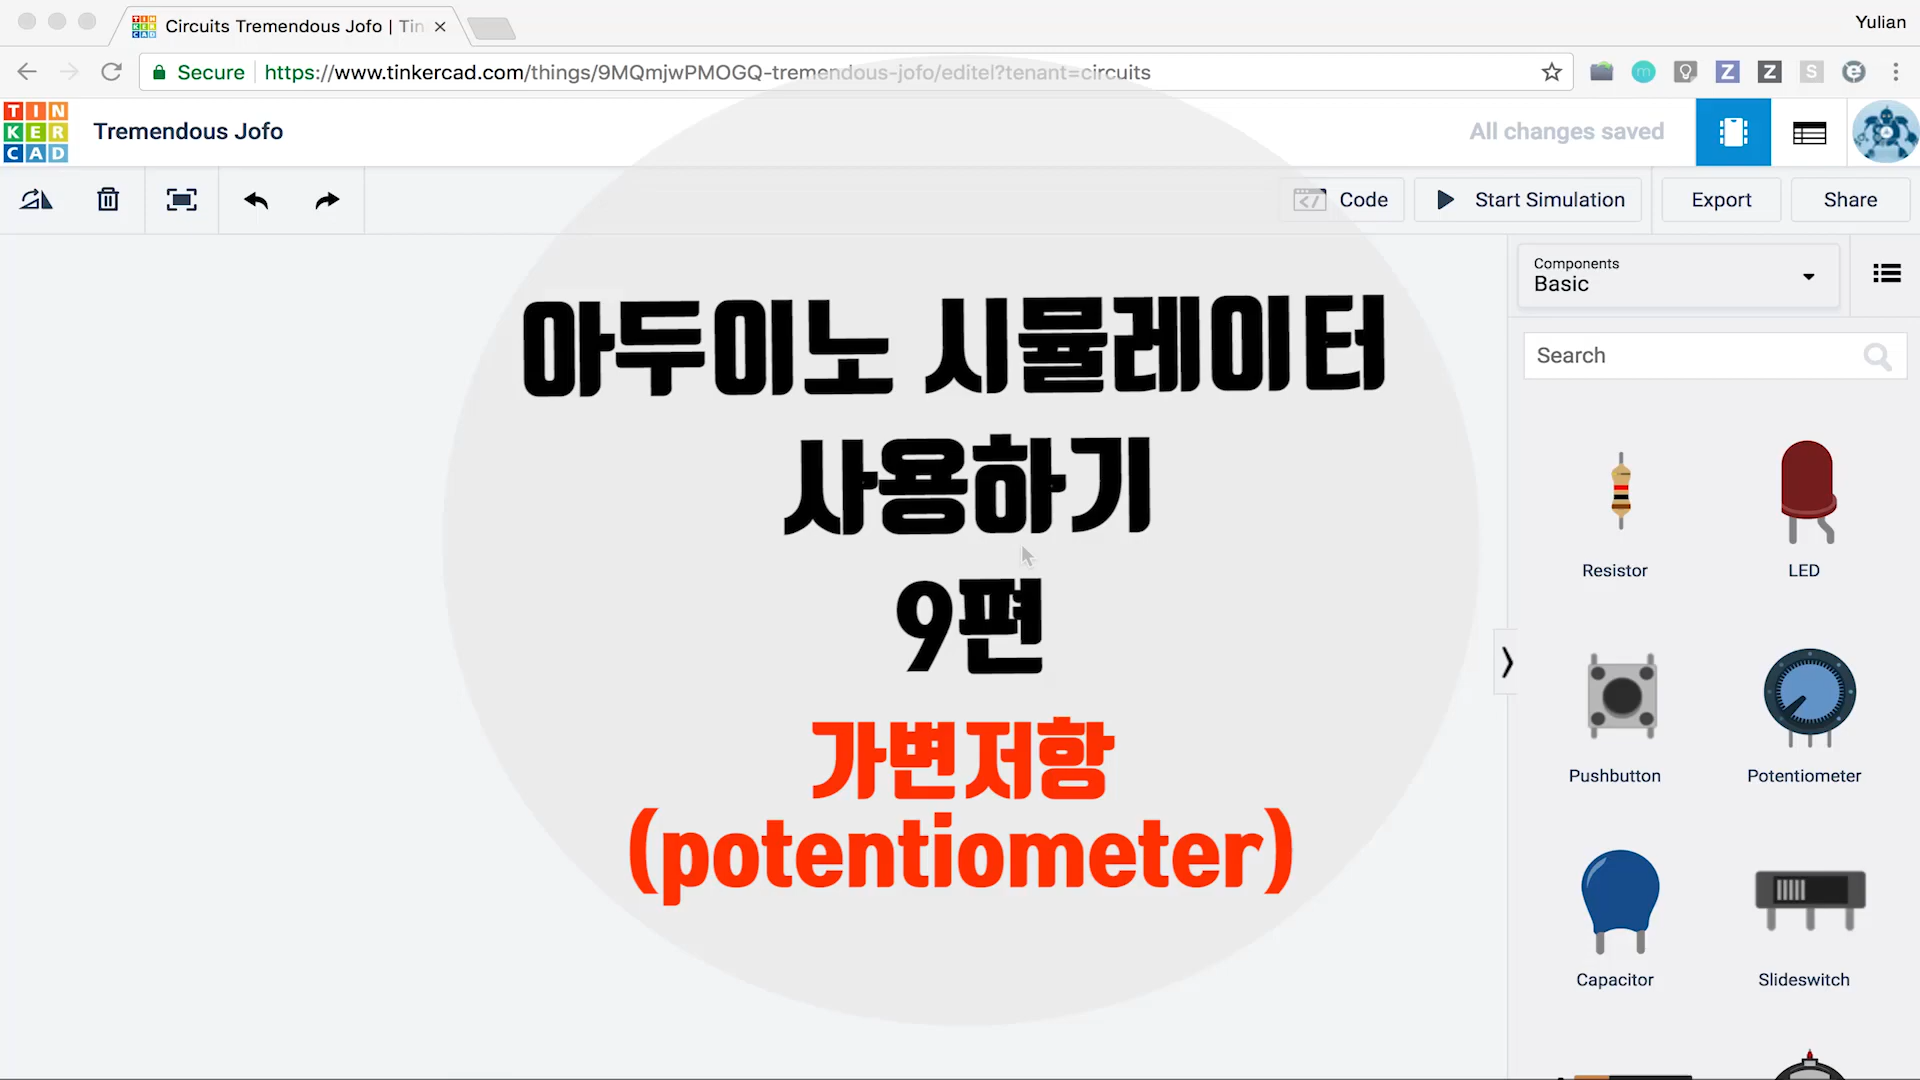 Circuits Tremendous Jofo | Tin
Yulian
Secure https://www.tinkercad.com/things/9MQmjwPMOGQ-tremendous-jofo/editel?tenant=circuits
TIN
KER
CAD
Tremendous Jofo
All changes saved
Code
Start Simulation
Export
Share
Components
Basic
Search
아두이노 시뮬레이터
사용하기
9편
가변저항
(potentiometer)
Resistor
LED
Pushbutton
Potentiometer
Capacitor
Slideswitch